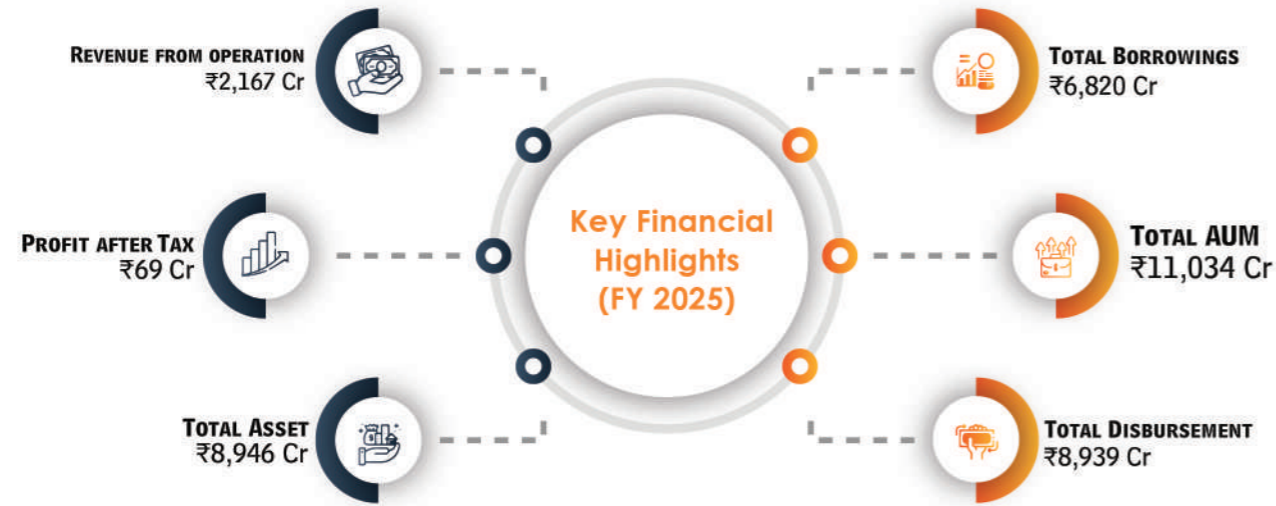 REVENUE FROM OPERATION
₹2,167 Cr
PROFIT AFTER TAX
₹69 Cr
TOTAL ASSET
₹8,946 Cr
Key Financial
Highlights
(FY 2025)
TOTAL BORROWINGS
₹6,820 Cr
TOTAL AUM
₹11,034 Cr
TOTAL DISBURSEMENT
₹8,939 Cr